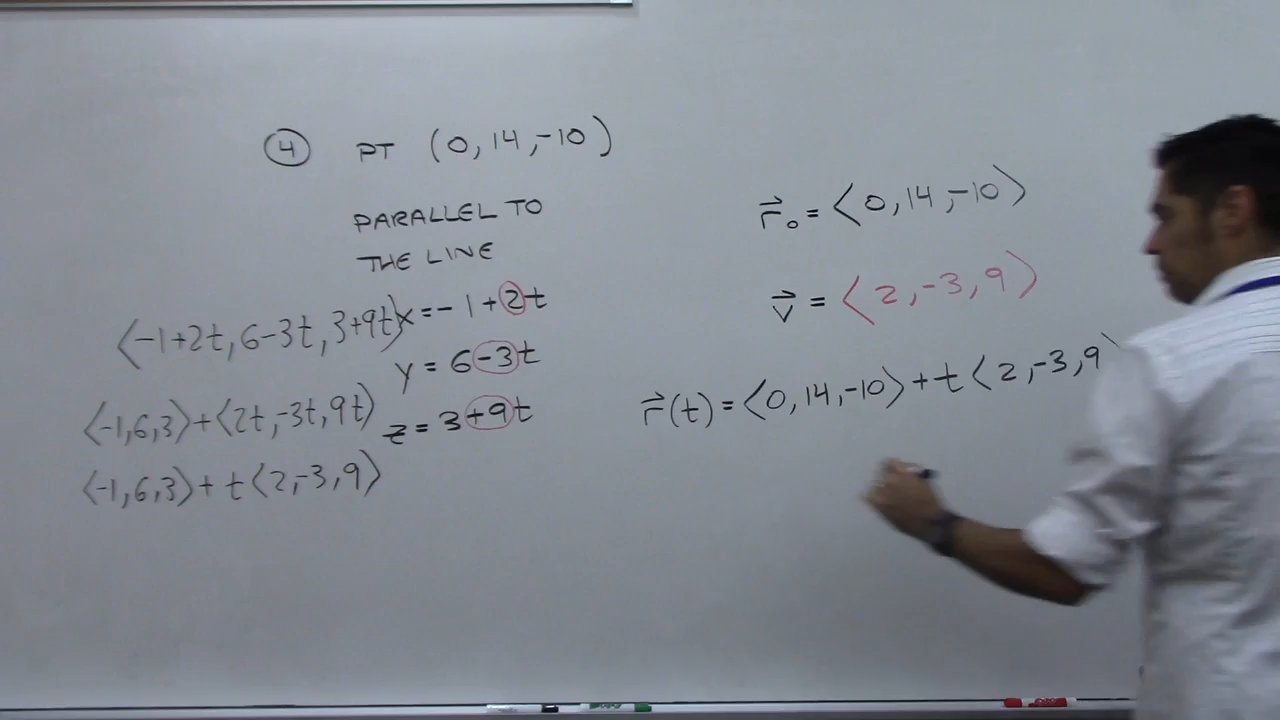 ④ PT (0, 14, -10)
PARALLEL TO
THE LINE
x = -1 + 2t
y = 6 - 3t
z = 3 + 9t
⟨-1+2t, 6-3t, 3+9t⟩
⟨-1,6,3⟩ + ⟨2t, -3t, 9t⟩
⟨-1,6,3⟩ + t⟨2,-3,9⟩
r⃗₀ = ⟨0, 14, -10⟩
v⃗ = ⟨2, -3, 9⟩
r⃗(t) = ⟨0, 14, -10⟩ + t⟨2, -3, 9⟩